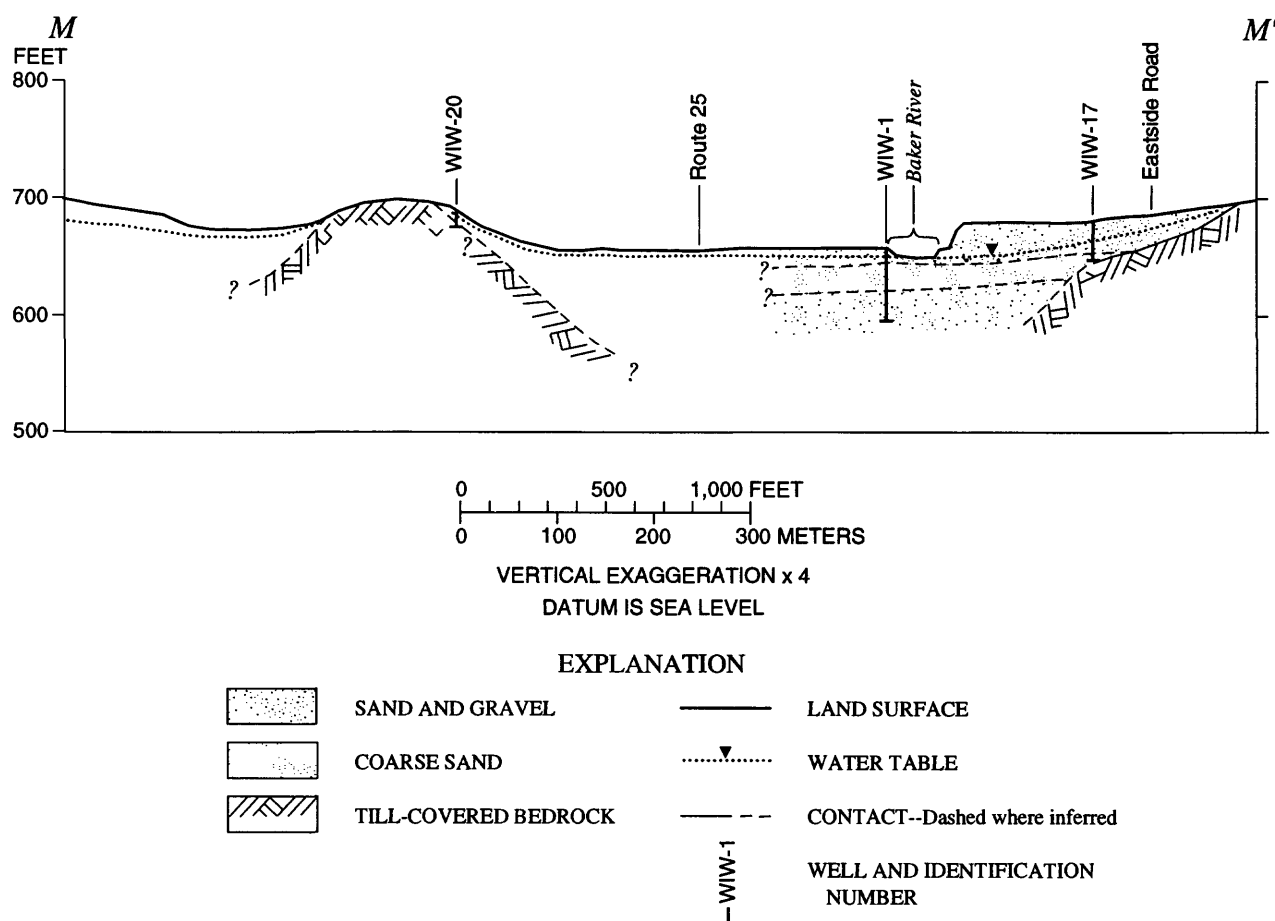 M
M'
FEET
800
700
600
500
WIW-20
Route 25
WIW-1
Baker River
WIW-17
Eastside Road
?
?
?
?
?
0 500 1,000 FEET
0 100 200 300 METERS
VERTICAL EXAGGERATION x 4
DATUM IS SEA LEVEL
EXPLANATION
SAND AND GRAVEL
COARSE SAND
TILL-COVERED BEDROCK
LAND SURFACE
WATER TABLE
CONTACT--Dashed where inferred
WIW-1
WELL AND IDENTIFICATION
NUMBER